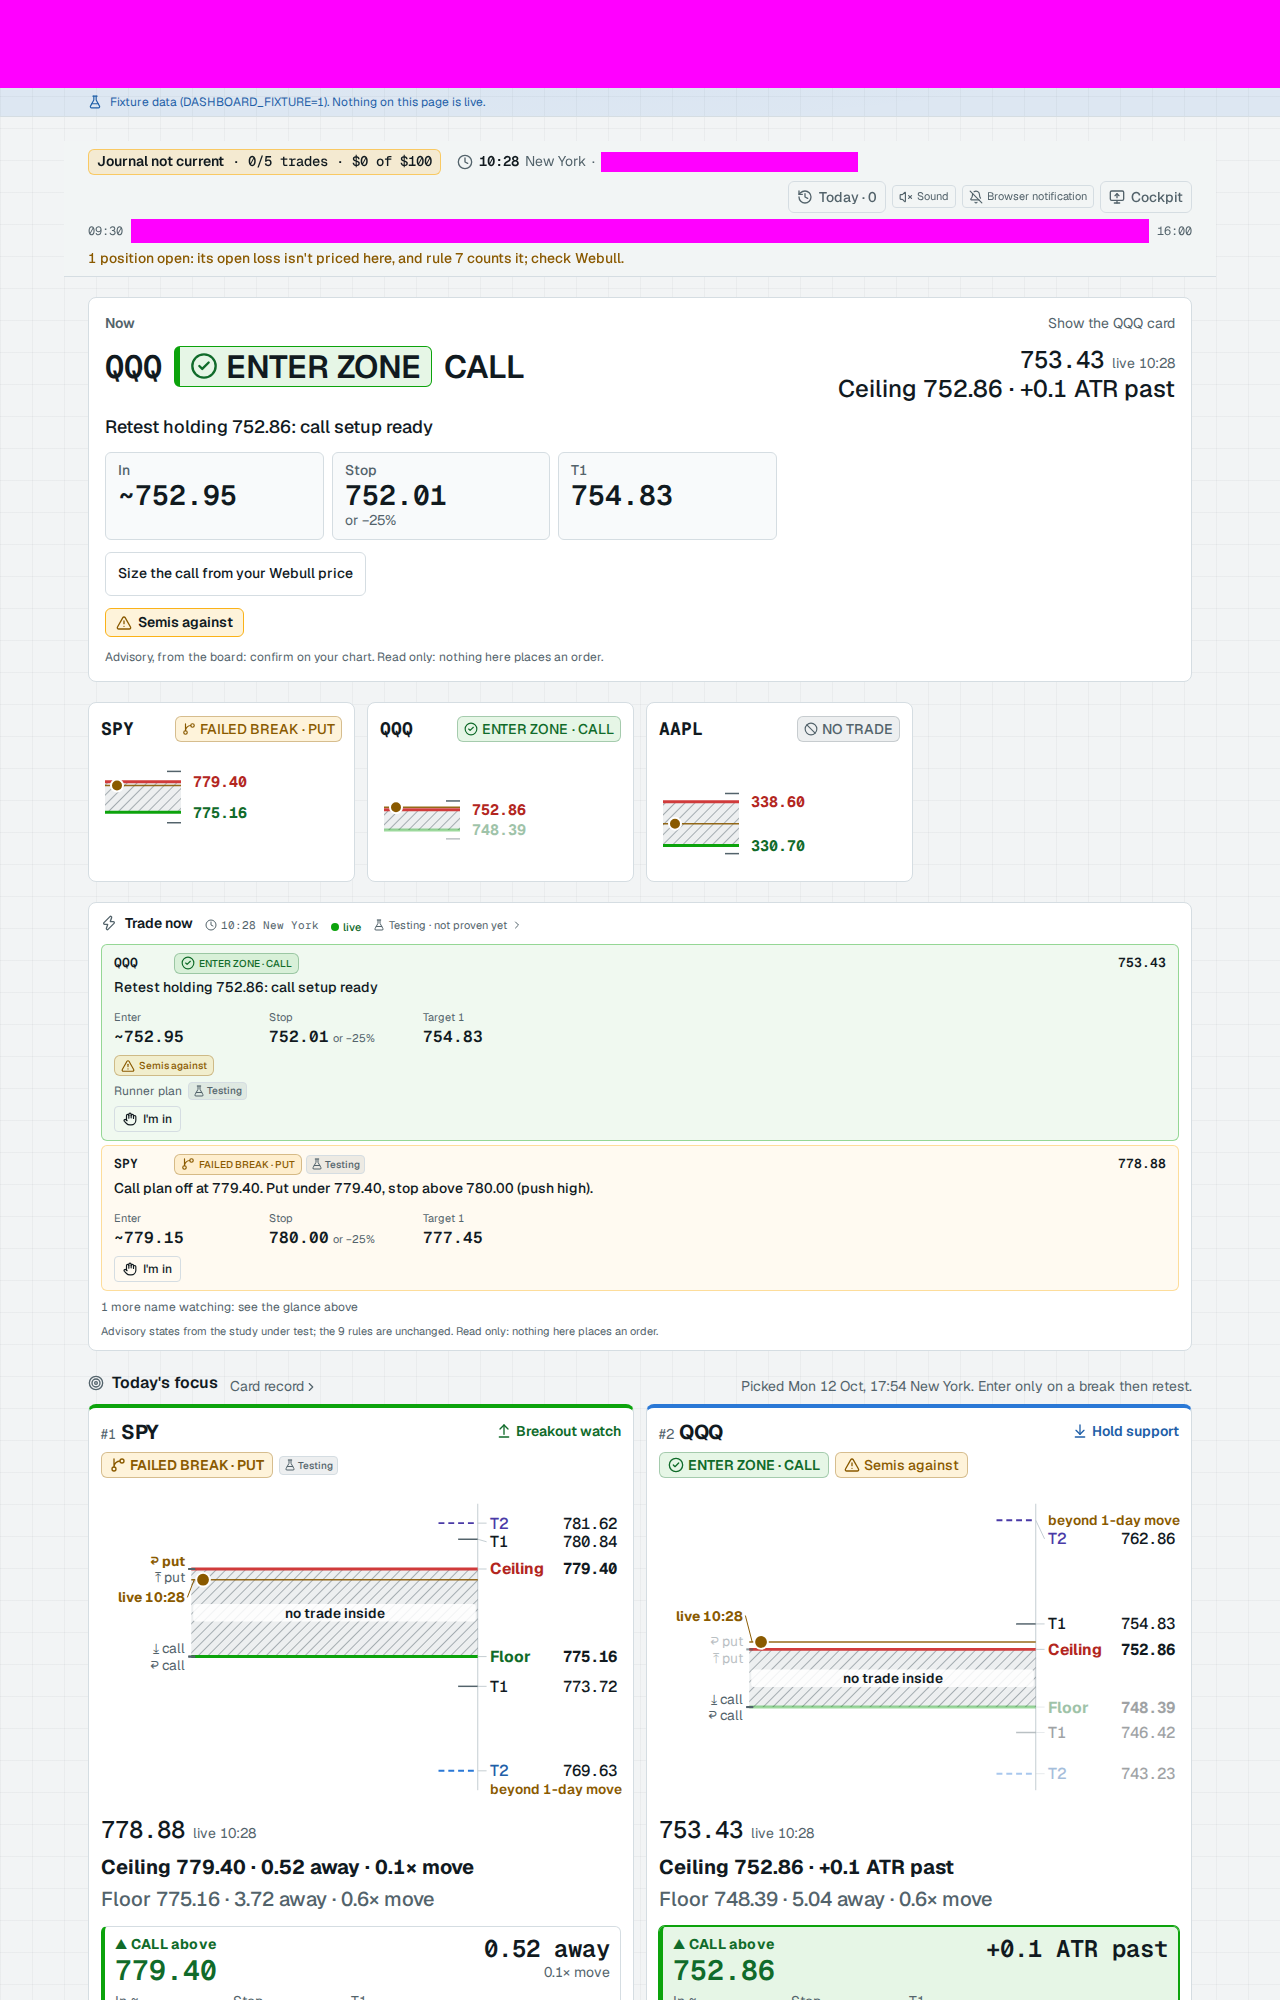 Fixture data (DASHBOARD_FIXTURE=1). Nothing on this page is live.
Journal not current · 0/5 trades · $0 of $100
10:28 New York ·
Today · 0
Sound
Browser notification
Cockpit
09:30
16:00
1 position open: its open loss isn't priced here, and rule 7 counts it; check Webull.
Now
Show the QQQ card
QQQ ENTER ZONE CALL
753.43 live 10:28
Ceiling 752.86 · +0.1 ATR past
Retest holding 752.86: call setup ready
In
~752.95
Stop
752.01
or −25%
T1
754.83
Size the call from your Webull price
Semis against
Advisory, from the board: confirm on your chart. Read only: nothing here places an order.
SPY
FAILED BREAK · PUT
779.40
775.16
QQQ
ENTER ZONE · CALL
752.86
748.39
AAPL
NO TRADE
338.60
330.70
Trade now
10:28 New York
live
Testing · not proven yet
QQQ
ENTER ZONE · CALL
753.43
Retest holding 752.86: call setup ready
Enter
~752.95
Stop
752.01 or −25%
Target 1
754.83
Semis against
Runner plan
Testing
I'm in
SPY
FAILED BREAK · PUT
Testing
778.88
Call plan off at 779.40. Put under 779.40, stop above 780.00 (push high).
Enter
~779.15
Stop
780.00 or −25%
Target 1
777.45
I'm in
1 more name watching: see the glance above
Advisory states from the study under test; the 9 rules are unchanged. Read only: nothing here places an order.
Today's focus
Card record
Picked Mon 12 Oct, 17:54 New York. Enter only on a break then retest.
#1 SPY
Breakout watch
FAILED BREAK · PUT
Testing
T2 781.62
T1 780.84
put
Ceiling 779.40
put
live 10:28
no trade inside
call
Floor 775.16
call
T1 773.72
T2 769.63
beyond 1-day move
778.88 live 10:28
Ceiling 779.40 · 0.52 away · 0.1× move
Floor 775.16 · 3.72 away · 0.6× move
▲ CALL above
779.40
0.52 away
0.1× move
#2 QQQ
Hold support
ENTER ZONE · CALL
Semis against
beyond 1-day move
T2 762.86
live 10:28
T1 754.83
put
Ceiling 752.86
put
no trade inside
call
Floor 748.39
call
T1 746.42
T2 743.23
753.43 live 10:28
Ceiling 752.86 · +0.1 ATR past
Floor 748.39 · 5.04 away · 0.6× move
▲ CALL above
752.86
+0.1 ATR past